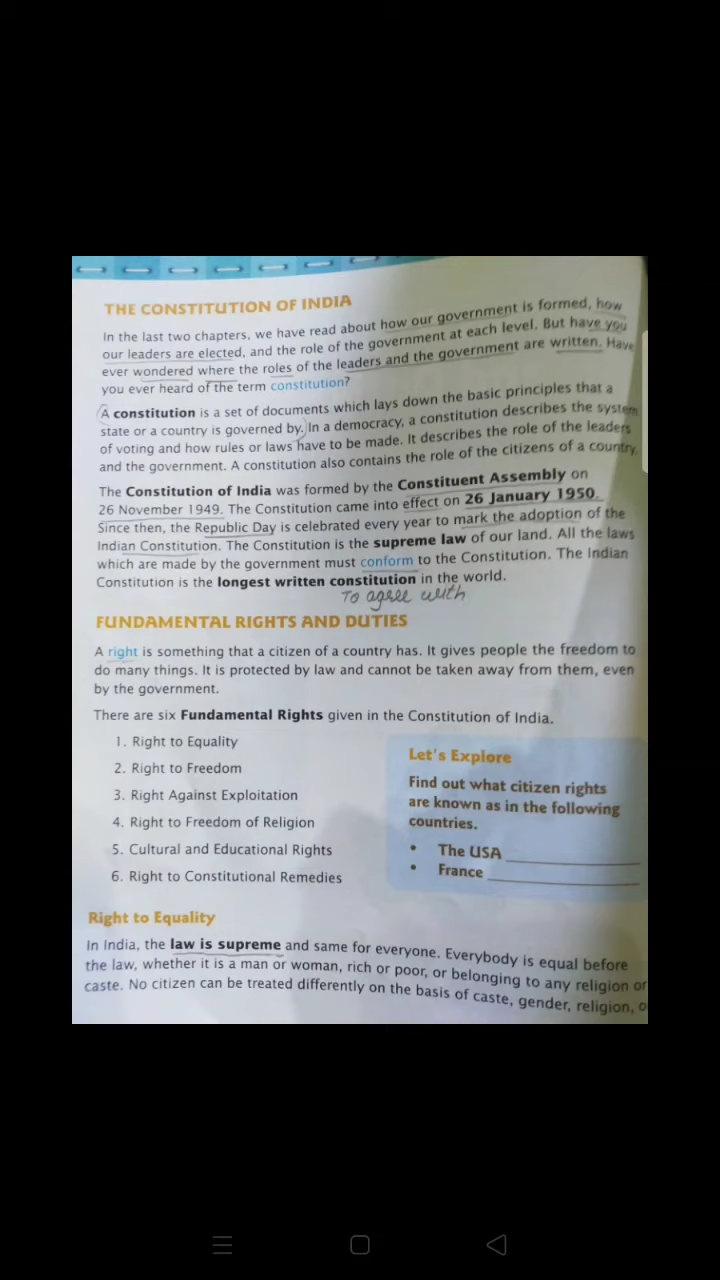 THE CONSTITUTION OF INDIA
In the last two chapters, we have read about how our government is formed, how
our leaders are elected, and the role of the government at each level. But have you
ever wondered where the roles of the leaders and the government are written. Have
you ever heard of the term constitution?
A constitution is a set of documents which lays down the basic principles that a
state or a country is governed by. In a democracy, a constitution describes the system
of voting and how rules or laws have to be made. It describes the role of the leaders
and the government. A constitution also contains the role of the citizens of a country.
The Constitution of India was formed by the Constituent Assembly on
26 November 1949. The Constitution came into effect on 26 January 1950.
Since then, the Republic Day is celebrated every year to mark the adoption of the
Indian Constitution. The Constitution is the supreme law of our land. All the laws
which are made by the government must conform to the Constitution. The Indian
Constitution is the longest written constitution in the world.
To agree with
FUNDAMENTAL RIGHTS AND DUTIES
A right is something that a citizen of a country has. It gives people the freedom to
do many things. It is protected by law and cannot be taken away from them, even
by the government.
There are six Fundamental Rights given in the Constitution of India.
1. Right to Equality
2. Right to Freedom
3. Right Against Exploitation
4. Right to Freedom of Religion
5. Cultural and Educational Rights
6. Right to Constitutional Remedies
Let's Explore
Find out what citizen rights
are known as in the following
countries.
• The USA
• France
Right to Equality
In India, the law is supreme and same for everyone. Everybody is equal before
the law, whether it is a man or woman, rich or poor, or belonging to any religion or
caste. No citizen can be treated differently on the basis of caste, gender, religion,